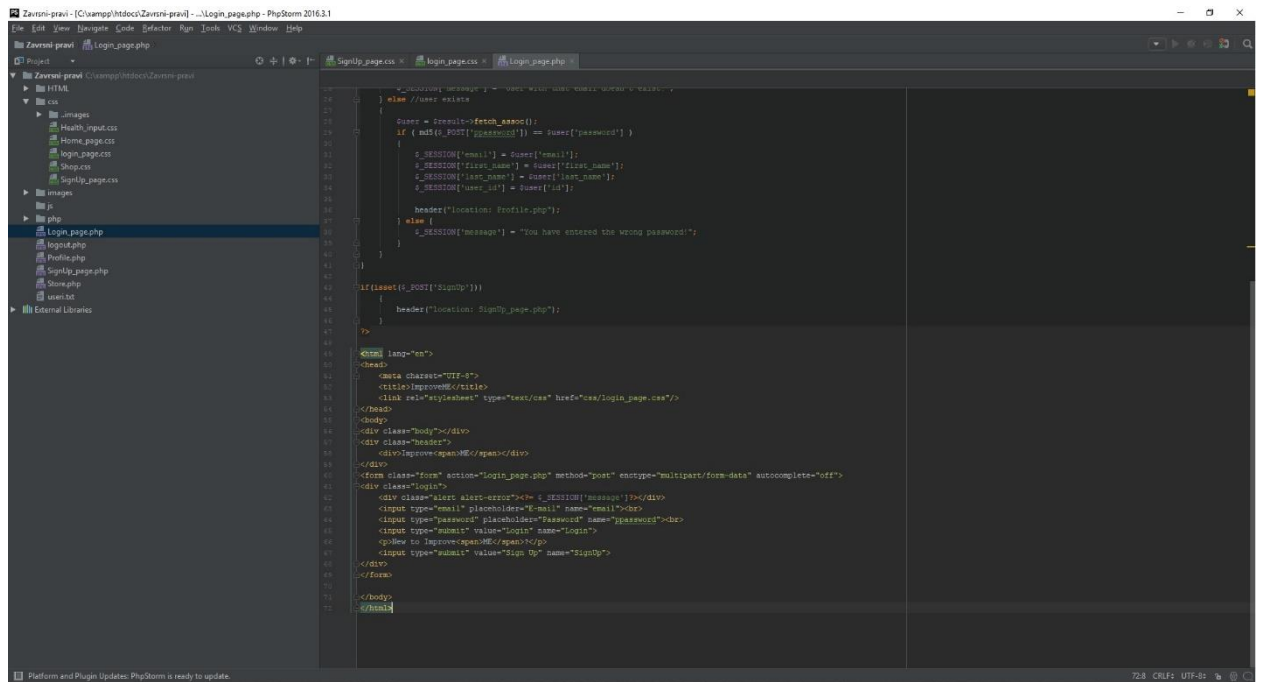 Zavrsni-pravi - [C:\xampp\htdocs\Zavrsni-pravi] - ...\Login_page.php - PhpStorm 2016.3.1
File Edit View Navigate Code Refactor Run Tools VCS Window Help
Zavrsni-pravi Login_page.php
Project
SignUp_page.css login_page.css Login_page.php
Zavrsni-pravi C:\xampp\htdocs\Zavrsni-pravi
HTML
css
..images
Health_input.css
Home_page.css
login_page.css
Shop.css
SignUp_page.css
images
js
php
Login_page.php
logout.php
Profile.php
SignUp_page.php
Store.php
useri.txt
External Libraries
$_SESSION['message'] = "User with that email doesn't exist!";
} else //user exists
{
$user = $result->fetch_assoc();
if ( md5($_POST['ppassword']) == $user['password'] )
{
$_SESSION['email'] = $user['email'];
$_SESSION['first_name'] = $user['first_name'];
$_SESSION['last_name'] = $user['last_name'];
$_SESSION['user_id'] = $user['id'];
header("location: Profile.php");
} else {
$_SESSION['message'] = "You have entered the wrong password!";
}
}
}
if(isset($_POST['SignUp']))
{
header("location: SignUp_page.php");
}
?>
<html lang="en">
<head>
<meta charset="UTF-8">
<title>ImproveME</title>
<link rel="stylesheet" type="text/css" href="css/login_page.css"/>
</head>
<body>
<div class="body"></div>
<div class="header">
<div>Improve<span>ME</span></div>
</div>
<form class="form" action="Login_page.php" method="post" enctype="multipart/form-data" autocomplete="off">
<div class="login">
<div class="alert alert-error"><?= $_SESSION['message']?></div>
<input type="email" placeholder="E-mail" name="email"><br>
<input type="password" placeholder="Password" name="ppassword"><br>
<input type="submit" value="Login" name="Login">
<p>New to Improve<span>ME</span>?</p>
<input type="submit" value="Sign Up" name="SignUp">
</div>
</form>
</body>
</html>
Platform and Plugin Updates: PhpStorm is ready to update.
72:8 CRLF UTF-8